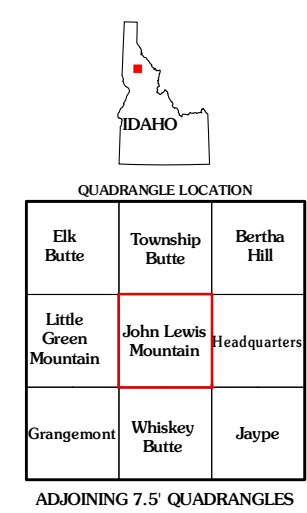 IDAHO
QUADRANGLE LOCATION
Elk
Butte
Township
Butte
Bertha
Hill
Little
Green
Mountain
John Lewis
Mountain
Headquarters
Grangemont
Whiskey
Butte
Jaype
ADJOINING 7.5' QUADRANGLES